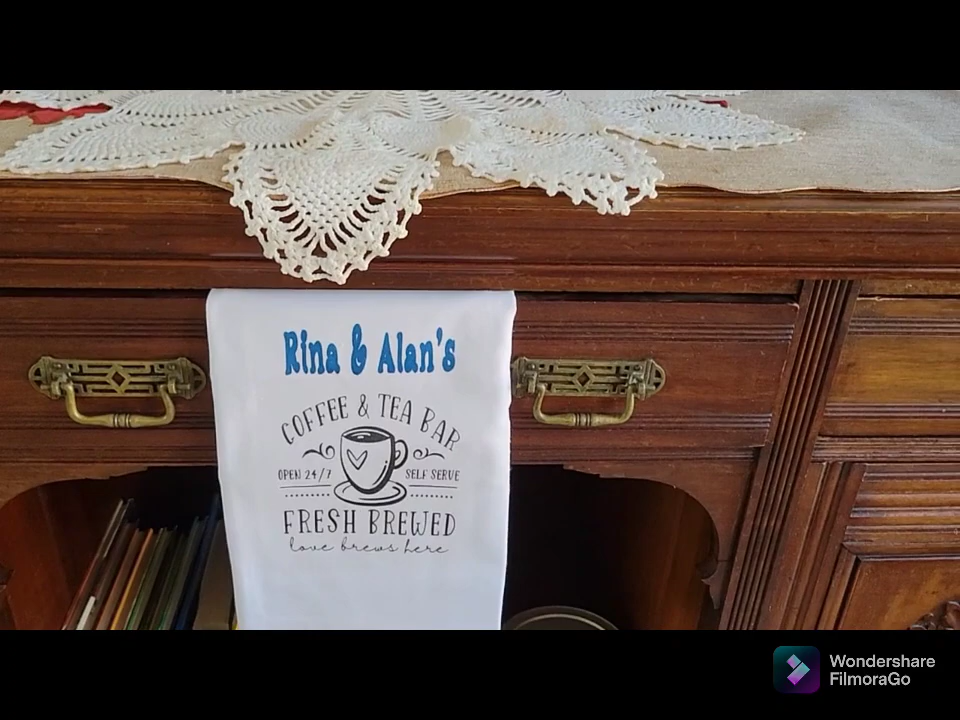 Rina & Alan's
COFFEE & TEA BAR
OPEN 24/7 SELF SERVE
FRESH BREWED
love brews here
Wondershare
FilmoraGo